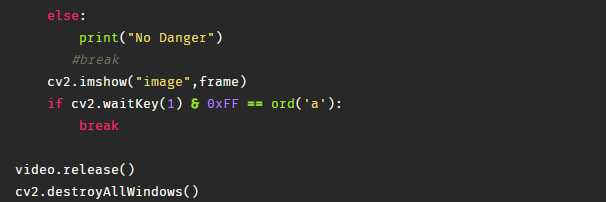 else:
        print("No Danger")
       #break
    cv2.imshow("image",frame)
    if cv2.waitKey(1) & 0xFF == ord('a'):
        break

video.release()
cv2.destroyAllWindows()